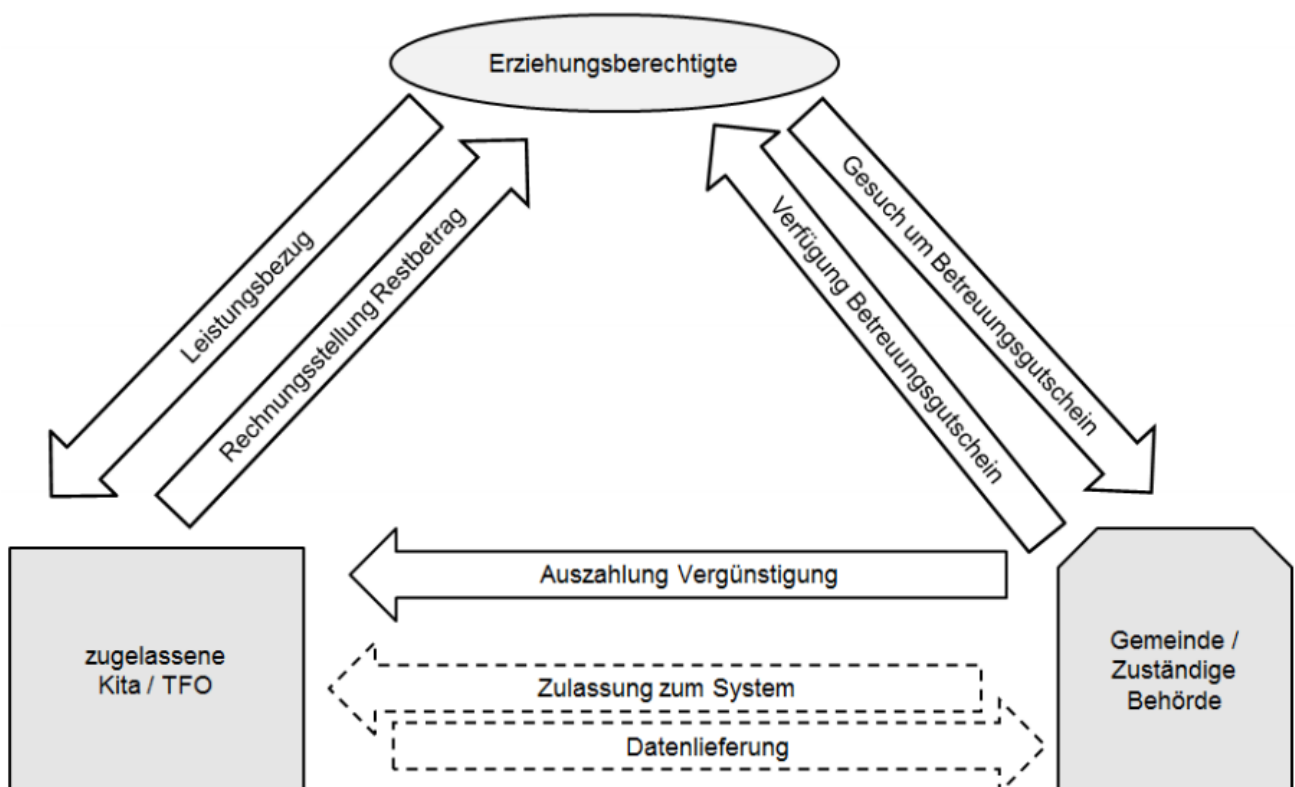 Erziehungsberechtigte
Leistungsbezug
Rechnungsstellung Restbetrag
Verfügung Betreuungsgutschein
Gesuch um Betreuungsgutschein
Auszahlung Vergünstigung
zugelassene
Kita / TFO
Zulassung zum System
Datenlieferung
Gemeinde /
Zuständige
Behörde